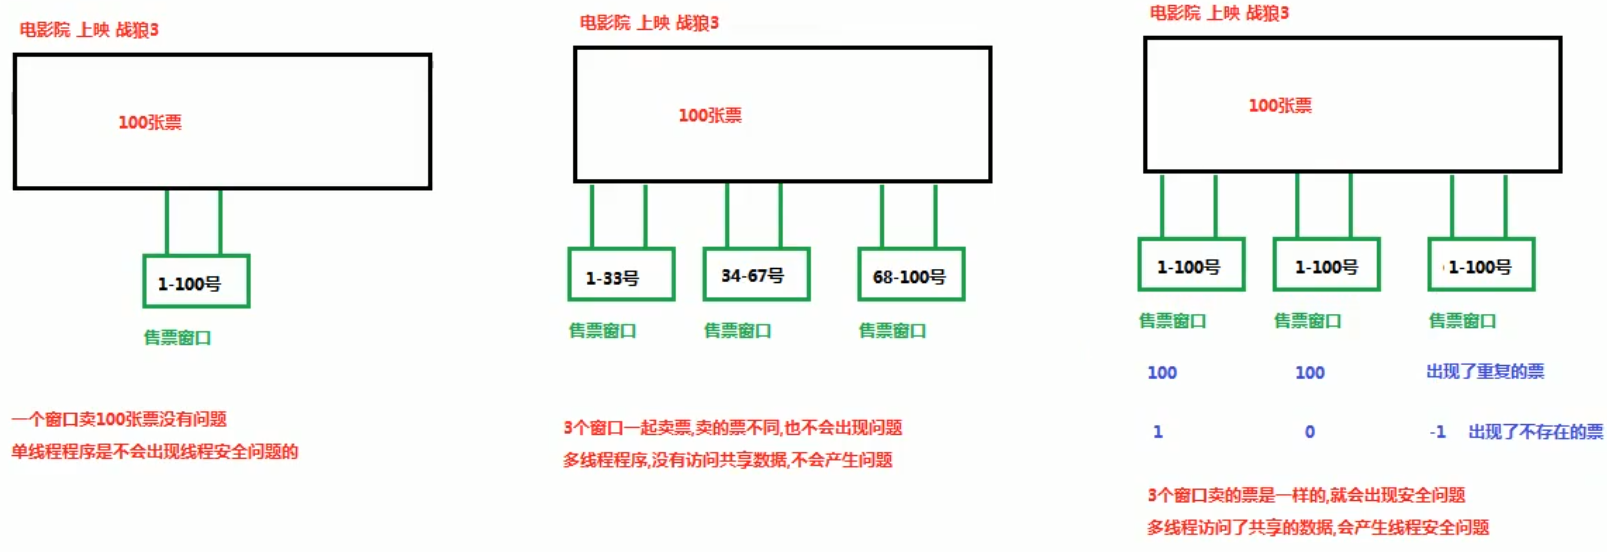 电影院 上映 战狼3
100张票
1-100号
售票窗口
一个窗口卖100张票没有问题
单线程程序是不会出现线程安全问题的
电影院 上映 战狼3
100张票
1-33号
34-67号
68-100号
售票窗口
售票窗口
售票窗口
3个窗口一起卖票,卖的票不同,也不会出现问题
多线程程序,没有访问共享数据,不会产生问题
电影院 上映 战狼3
100张票
1-100号
1-100号
1-100号
售票窗口
售票窗口
售票窗口
100 100 出现了重复的票
1 0 -1 出现了不存在的票
3个窗口卖的票是一样的,就会出现安全问题
多线程访问了共享的数据,会产生线程安全问题